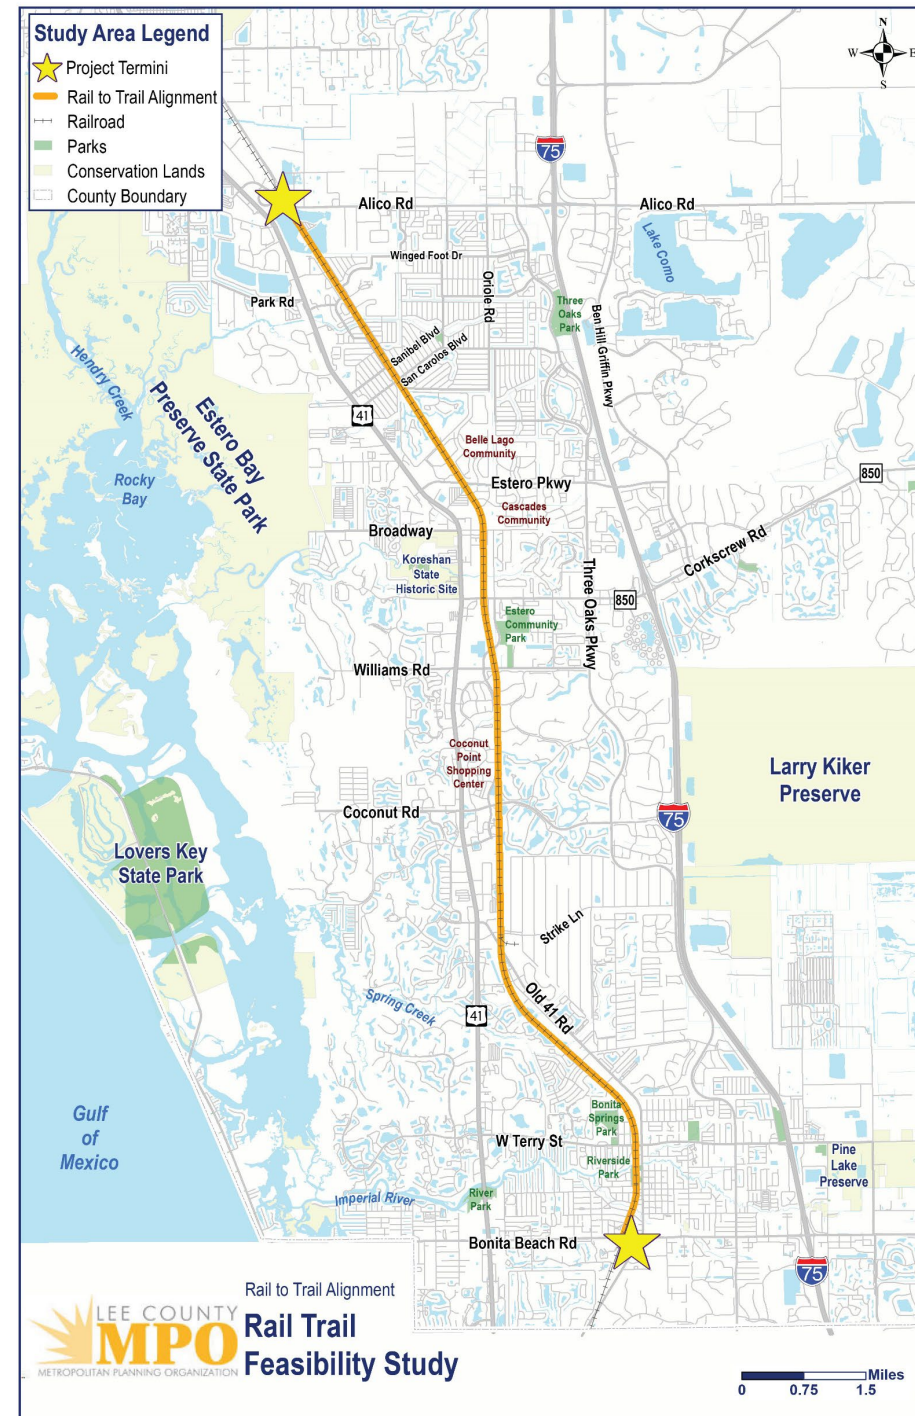 Study Area Legend
Project Termini
Rail to Trail Alignment
Railroad
Parks
Conservation Lands
County Boundary
N
W
E
S
75
Alico Rd
Alico Rd
Lake Como
Winged Foot Dr
Oriole Rd
Park Rd
Three
Oaks
Park
Ben Hill Griffin Pkwy
Sanibel Blvd
San Carolos Blvd
Hendry Creek
Estero Bay
Preserve State Park
41
Belle Lago
Community
Rocky
Bay
Estero Pkwy
850
Cascades
Community
Broadway
Corkscrew Rd
Koreshan
State
Historic Site
Three Oaks Pkwy
850
Estero
Community
Park
Williams Rd
Coconut
Point
Shopping
Center
Larry Kiker
Preserve
Coconut Rd
75
Lovers Key
State Park
Strike Ln
Spring Creek
Old 41 Rd
41
Gulf
of
Mexico
Bonita
Springs
Park
W Terry St
Riverside
Park
Pine
Lake
Preserve
Imperial River
River
Park
Bonita Beach Rd
75
Rail to Trail Alignment
LEE COUNTY
MPO
METROPOLITAN PLANNING ORGANIZATION
Rail Trail
Feasibility Study
Miles
0 0.75 1.5